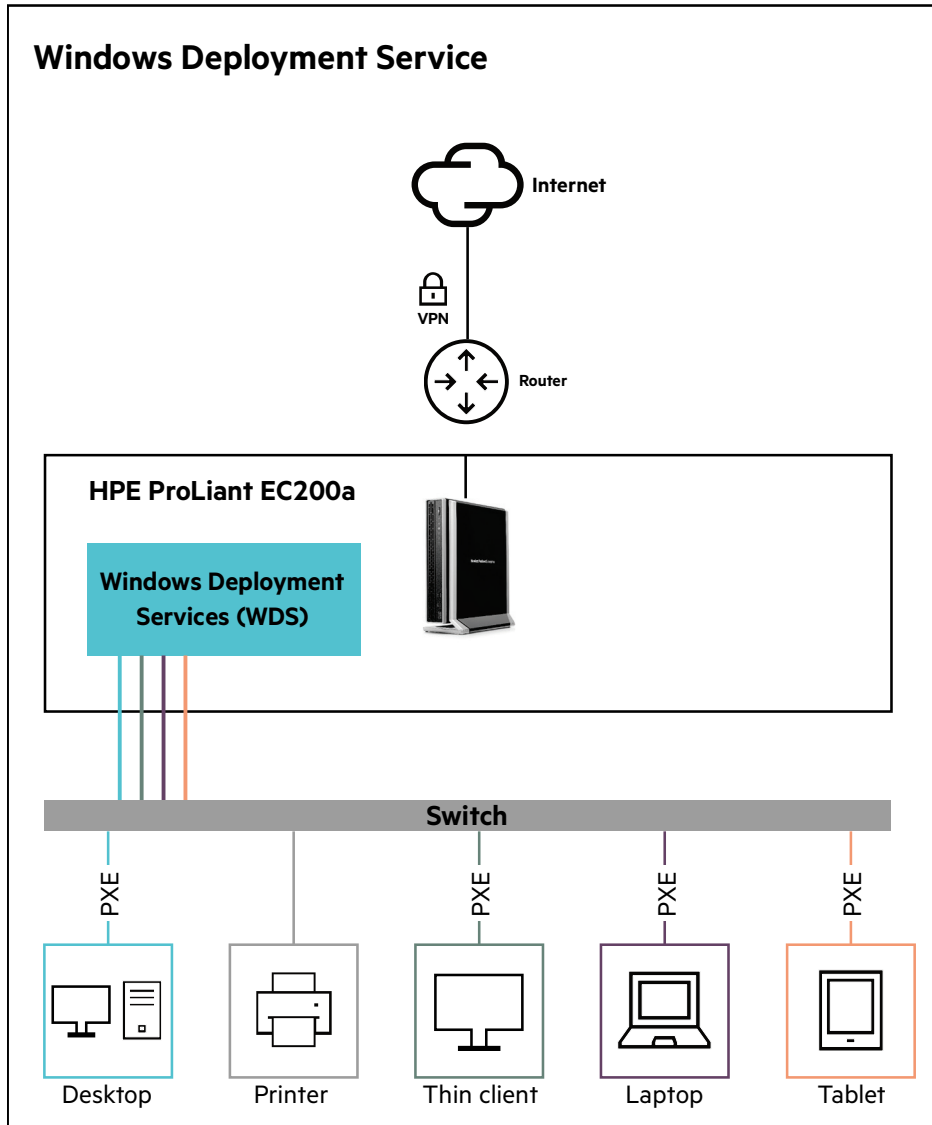 Windows Deployment Service
Internet
VPN
Router
HPE ProLiant EC200a
Windows Deployment
Services (WDS)
Switch
PXE
PXE
PXE
PXE
Desktop
Printer
Thin client
Laptop
Tablet